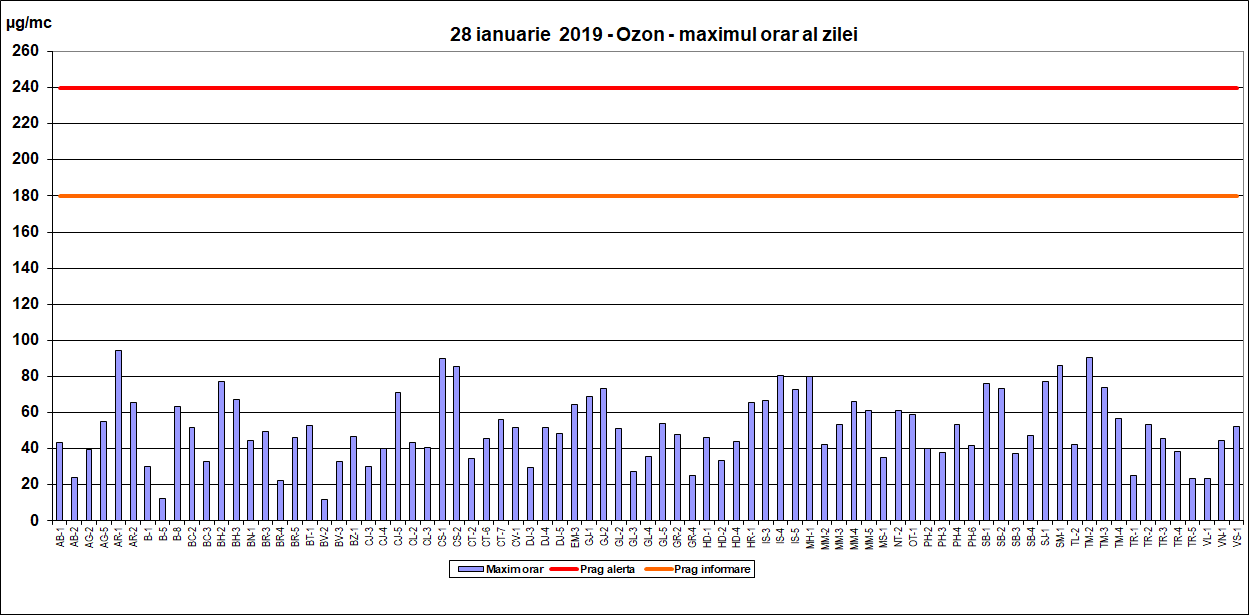 µg/mc
28 ianuarie 2019 - Ozon - maximul orar al zilei
260
240
220
200
180
160
140
120
100
80
60
40
20
0
AB-1
AB-2
AG-2
AG-5
AR-1
AR-2
B-1
B-5
B-8
BC-2
BC-3
BH-2
BH-3
BN-1
BR-3
BR-4
BR-5
BT-1
BV-2
BV-3
BZ-1
CJ-3
CJ-4
CJ-5
CL-2
CL-3
CS-1
CS-2
CT-2
CT-6
CT-7
CV-1
DJ-3
DJ-4
DJ-5
EM-3
GJ-1
GJ-2
GL-2
GL-3
GL-4
GL-5
GR-2
GR-4
HD-1
HD-2
HD-4
HR-1
IS-3
IS-4
IS-5
MH-1
MM-2
MM-3
MM-4
MM-5
MS-1
NT-2
OT-1
PH-2
PH-3
PH-4
PH-6
SB-1
SB-2
SB-3
SB-4
SJ-1
SM-1
TL-2
TM-2
TM-3
TM-4
TR-1
TR-2
TR-3
TR-4
TR-5
VL-1
VN-1
VS-1
Maxim orar Prag alerta Prag informare